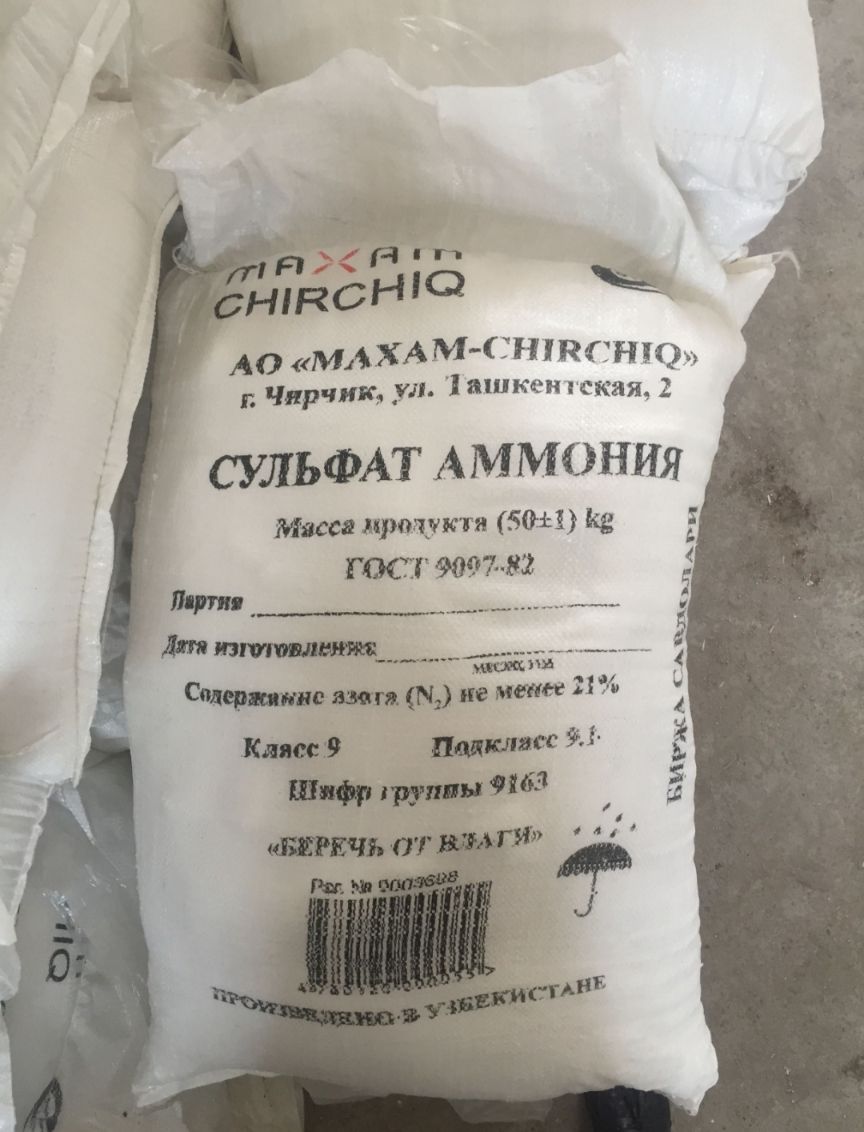 MAXAM
CHIRCHIQ
АО «MAXAM-CHIRCHIQ»
г. Чирчик, ул. Ташкентская, 2
СУЛЬФАТ АММОНИЯ
Масса продукта (50±1) kg
ГОСТ 9097-82
Партия
Дата изготовления
месяц, год
Содержание азота (N₂) не менее 21%
Класс 9 Подкласс 9.1
Шифр группы 9163
«БЕРЕЧЬ ОТ ВЛАГИ»
Рег. №
ПРОИЗВЕДЕНО В УЗБЕКИСТАНЕ
БИРЖА САВДОЛАРИ
IQ